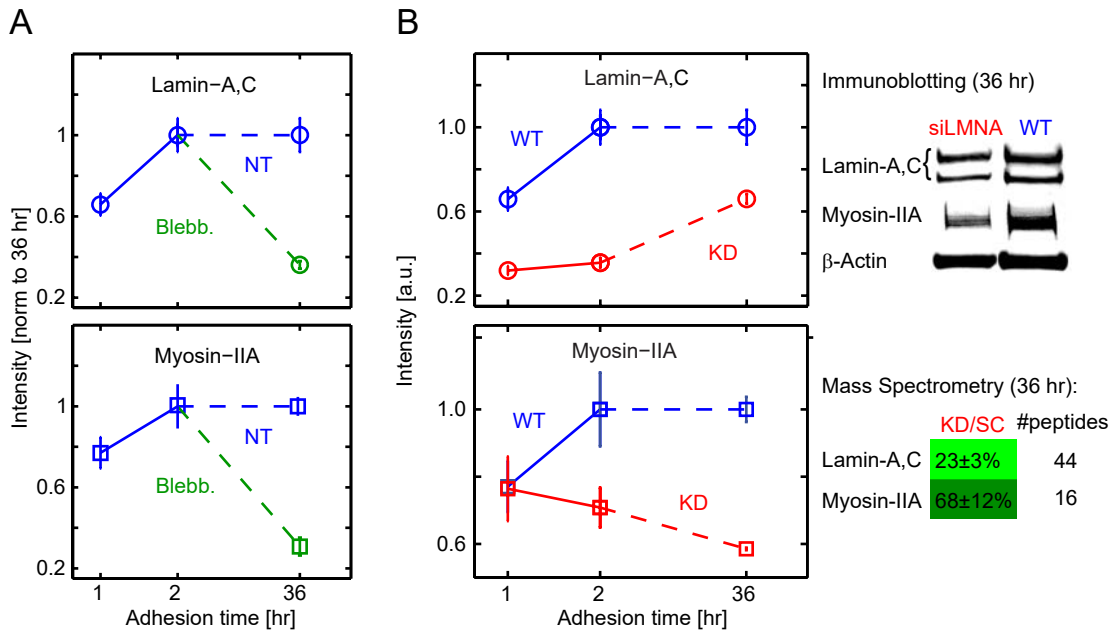 A
Intensity [norm to 36 hr]
Lamin−A,C
1
0.6
0.2
NT
Blebb.
Myosin−IIA
1
0.6
0.2
NT
Blebb.
1 2 36
Adhesion time [hr]
B
Intensity [a.u.]
Lamin−A,C
1.0
0.6
0.2
WT
KD
Myosin−IIA
1.0
0.6
WT
KD
1 2 36
Adhesion time [hr]
Immunoblotting (36 hr)
siLMNA WT
Lamin-A,C{
Myosin-IIA
β-Actin
Mass Spectrometry (36 hr):
KD/SC #peptides
Lamin-A,C 23±3% 44
Myosin-IIA 68±12% 16